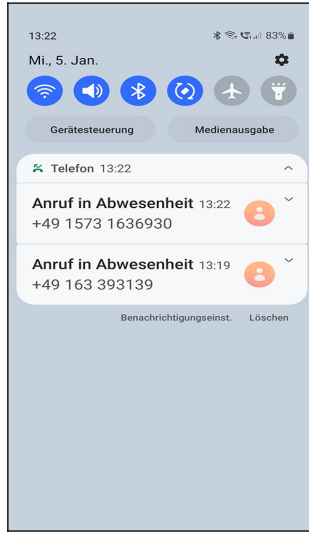 13:22 83%
Mi., 5. Jan.
Gerätesteuerung Medienausgabe
Telefon 13:22
Anruf in Abwesenheit 13:22
+49 1573 1636930
Anruf in Abwesenheit 13:19
+49 163 393139
Benachrichtigungseinst. Löschen